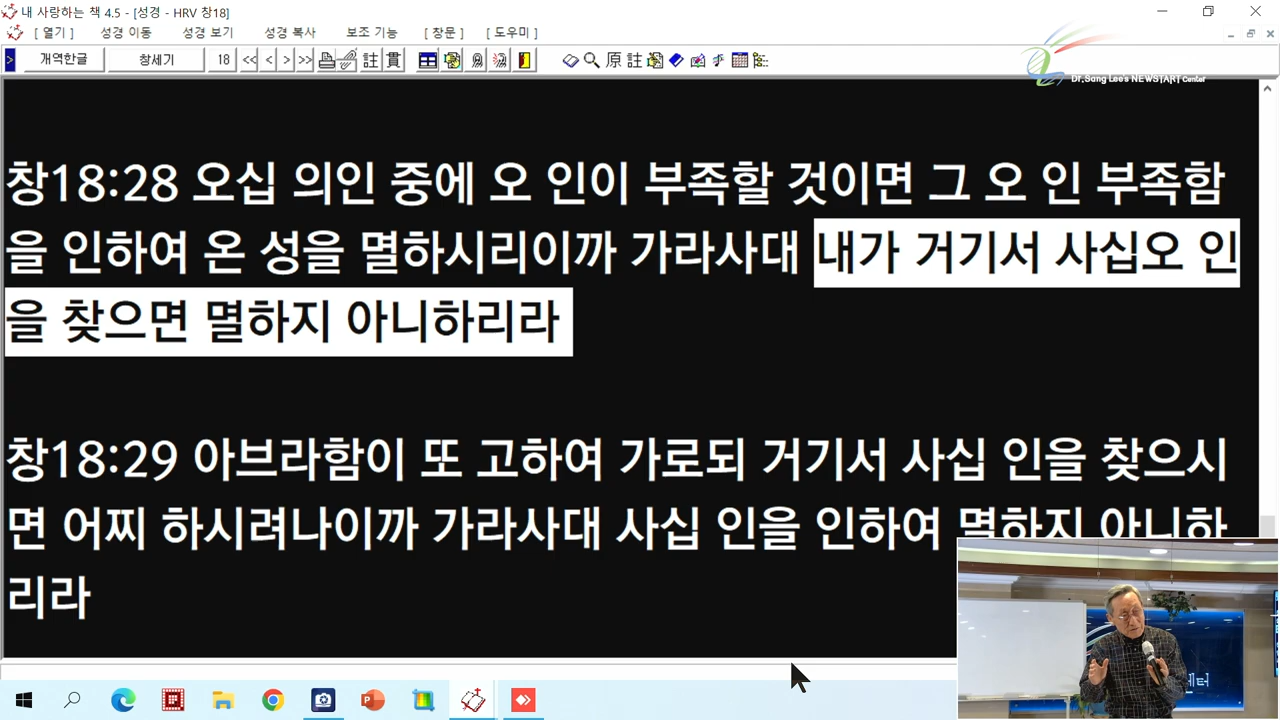 내 사랑하는 책 4.5 - [성경 - HRV 창18]
[ 열기 ] 성경 이동 성경 보기 성경 복사 보조 기능 [ 창문 ] [ 도우미 ]
> 개역한글 창세기 18 << < > >> 註 貫 原 註
Dr.Sang Lee's NEWSTART Center
창18:28 오십 의인 중에 오 인이 부족할 것이면 그 오 인 부족함
을 인하여 온 성을 멸하시리이까 가라사대 내가 거기서 사십오 인
을 찾으면 멸하지 아니하리라
창18:29 아브라함이 또 고하여 가로되 거기서 사십 인을 찾으시
면 어찌 하시려나이까 가라사대 사십 인을 인하여 멸하지 아니하
리라
센터